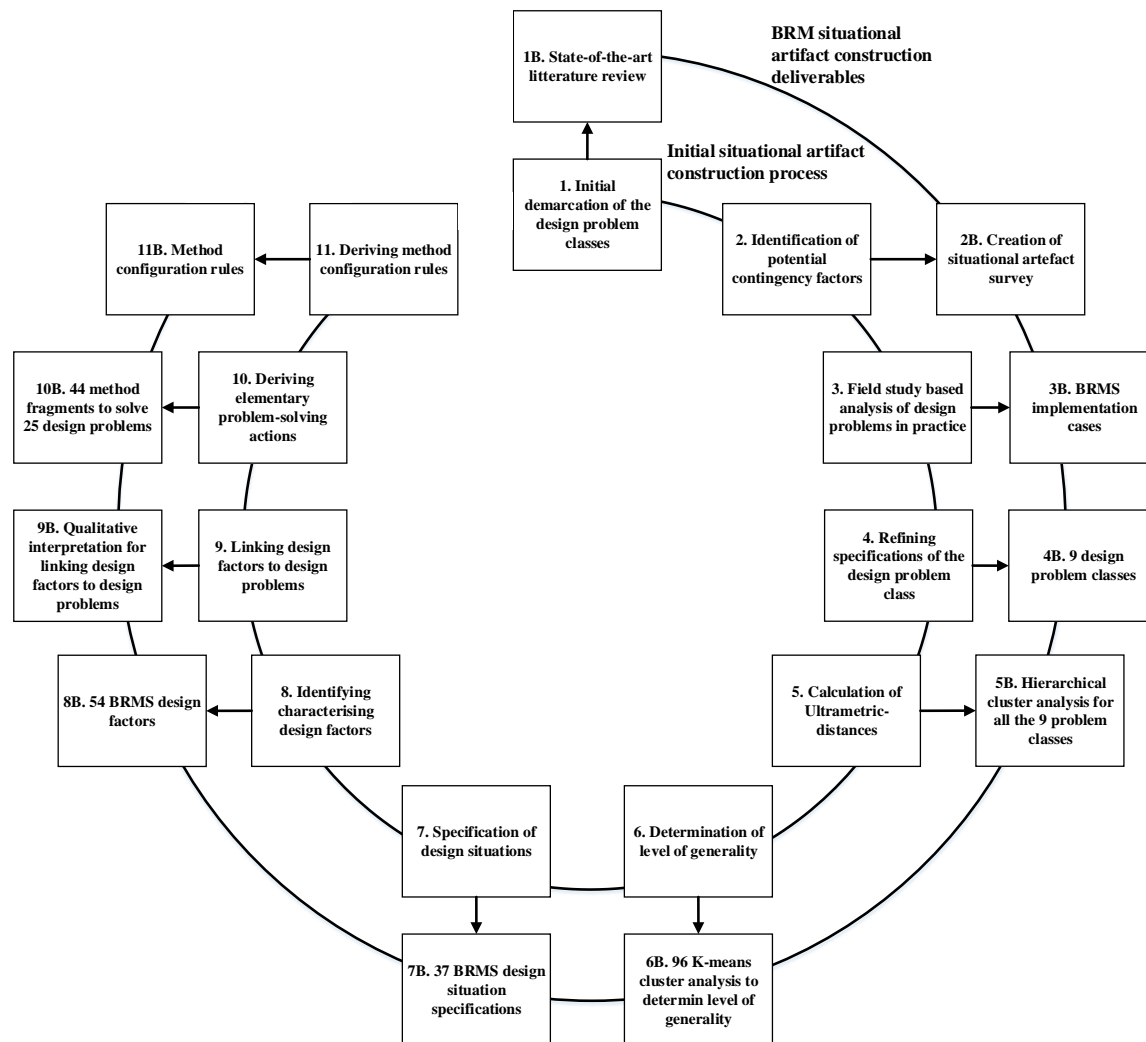 BRM situational
artifact construction
deliverables
1B. State-of-the-art
litterature review
Initial situational artifact
construction process
1. Initial
demarcation of the
design problem
classes
2. Identification of
potential
contingency factors
2B. Creation of
situational artefact
survey
3. Field study based
analysis of design
problems in practice
3B. BRMS
implementation
cases
4. Refining
specifications of the
design problem
class
4B. 9 design
problem classes
5. Calculation of
Ultrametric-
distances
5B. Hierarchical
cluster analysis for
all the 9 problem
classes
6. Determination of
level of generality
6B. 96 K-means
cluster analysis to
determin level of
generality
7. Specification of
design situations
7B. 37 BRMS design
situation
specifications
8. Identifying
characterising
design factors
8B. 54 BRMS design
factors
9. Linking design
factors to design
problems
9B. Qualitative
interpretation for
linking design
factors to design
problems
10. Deriving
elementary
problem-solving
actions
10B. 44 method
fragments to solve
25 design problems
11. Deriving method
configuration rules
11B. Method
configuration rules